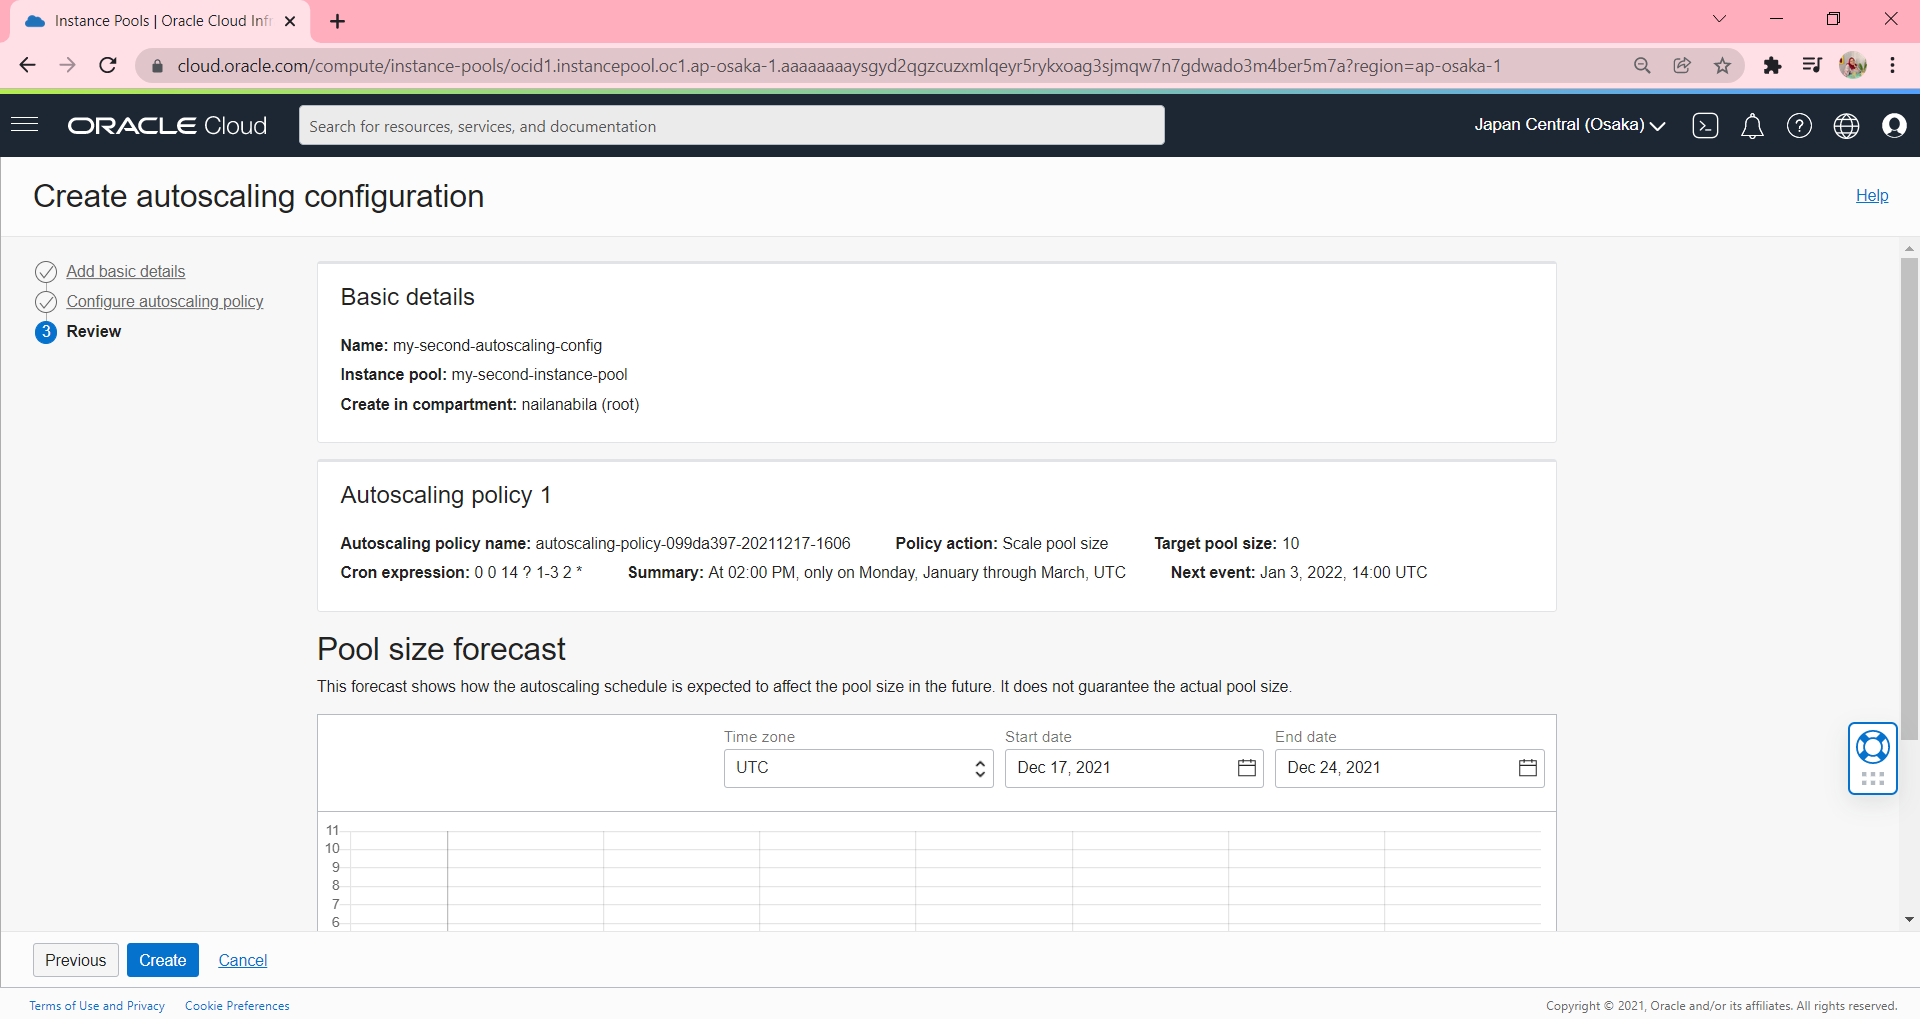 Instance Pools | Oracle Cloud Infr
cloud.oracle.com/compute/instance-pools/ocid1.instancepool.oc1.ap-osaka-1.aaaaaaaaysgyd2qgzcuzxmlqeyr5rykxoag3sjmqw7n7gdwado3m4ber5m7a?region=ap-osaka-1
ORACLE Cloud
Search for resources, services, and documentation
Japan Central (Osaka)
Create autoscaling configuration
Help
Add basic details
Configure autoscaling policy
3 Review
Basic details
Name: my-second-autoscaling-config
Instance pool: my-second-instance-pool
Create in compartment: nailanabila (root)
Autoscaling policy 1
Autoscaling policy name: autoscaling-policy-099da397-20211217-1606 Policy action: Scale pool size Target pool size: 10
Cron expression: 0 0 14 ? 1-3 2 * Summary: At 02:00 PM, only on Monday, January through March, UTC Next event: Jan 3, 2022, 14:00 UTC
Pool size forecast
This forecast shows how the autoscaling schedule is expected to affect the pool size in the future. It does not guarantee the actual pool size.
Time zone Start date End date
UTC Dec 17, 2021 Dec 24, 2021
11
10
9
8
7
6
Previous Create Cancel
Terms of Use and Privacy Cookie Preferences
Copyright © 2021, Oracle and/or its affiliates. All rights reserved.